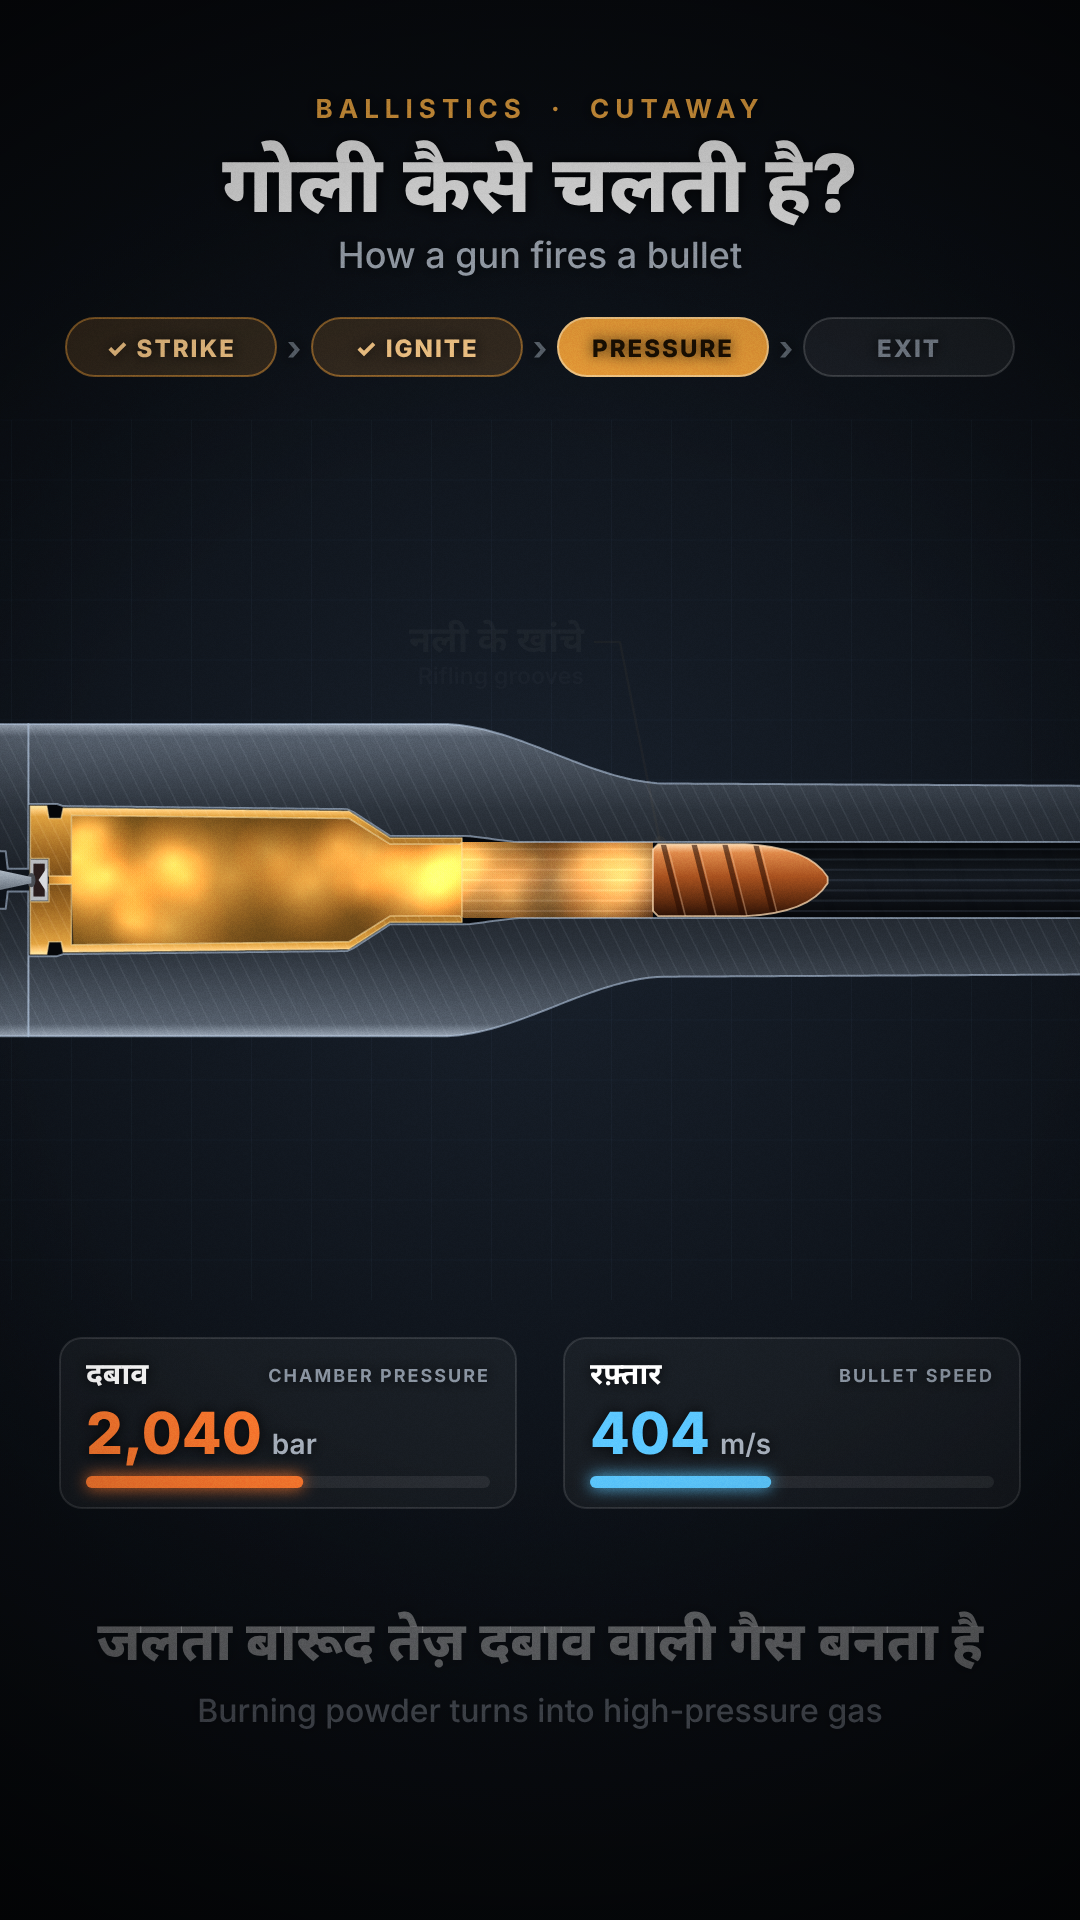 BALLISTICS · CUTAWAY
गोली कैसे चलती है?
How a gun fires a bullet
✓ STRIKE › ✓ IGNITE › PRESSURE › EXIT
नली के खांचे
Rifling grooves
दबाव CHAMBER PRESSURE
2,040 bar
रफ़्तार BULLET SPEED
404 m/s
जलता बारूद तेज़ दबाव वाली गैस बनता है
Burning powder turns into high-pressure gas